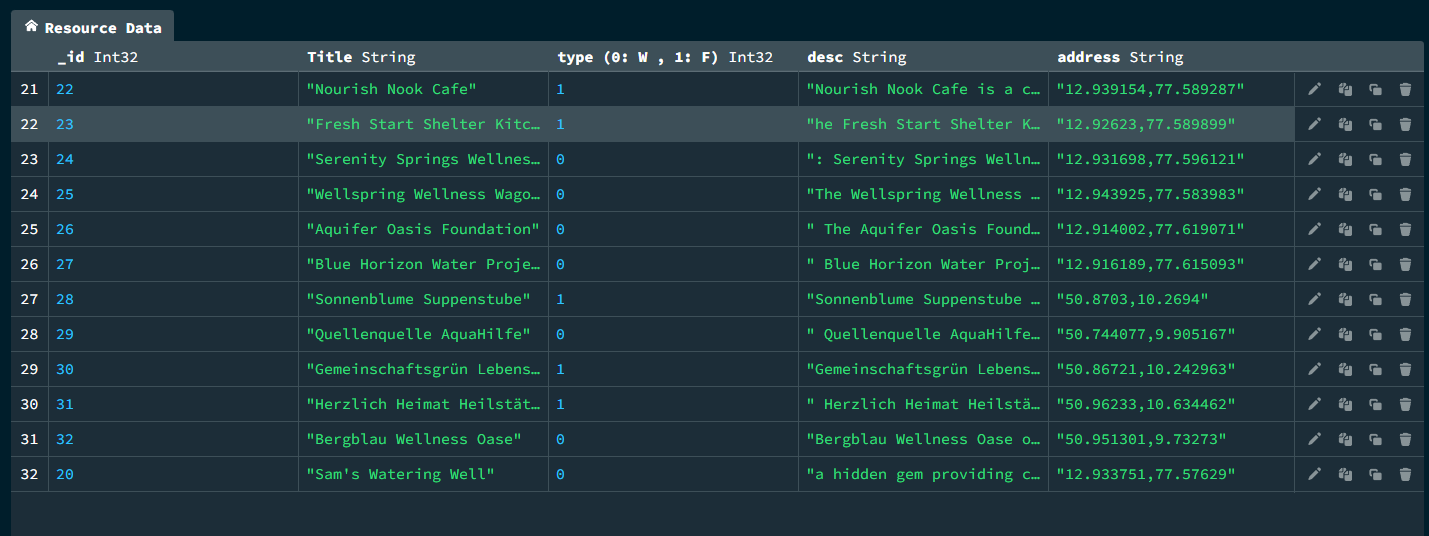 Resource Data
_id Int32 Title String type (0: W , 1: F) Int32 desc String address String
21 22 "Nourish Nook Cafe" 1 "Nourish Nook Cafe is a c… "12.939154,77.589287"
22 23 "Fresh Start Shelter Kitc… 1 "he Fresh Start Shelter K… "12.92623,77.589899"
23 24 "Serenity Springs Wellnes… 0 ": Serenity Springs Welln… "12.931698,77.596121"
24 25 "Wellspring Wellness Wago… 0 "The Wellspring Wellness … "12.943925,77.583983"
25 26 "Aquifer Oasis Foundation" 0 " The Aquifer Oasis Found… "12.914002,77.619071"
26 27 "Blue Horizon Water Proje… 0 " Blue Horizon Water Proj… "12.916189,77.615093"
27 28 "Sonnenblume Suppenstube" 1 "Sonnenblume Suppenstube … "50.8703,10.2694"
28 29 "Quellenquelle AquaHilfe" 0 " Quellenquelle AquaHilfe… "50.744077,9.905167"
29 30 "Gemeinschaftsgrün Lebens… 1 "Gemeinschaftsgrün Lebens… "50.86721,10.242963"
30 31 "Herzlich Heimat Heilstät… 1 " Herzlich Heimat Heilstä… "50.96233,10.634462"
31 32 "Bergblau Wellness Oase" 0 "Bergblau Wellness Oase o… "50.951301,9.73273"
32 20 "Sam's Watering Well" 0 "a hidden gem providing c… "12.933751,77.57629"